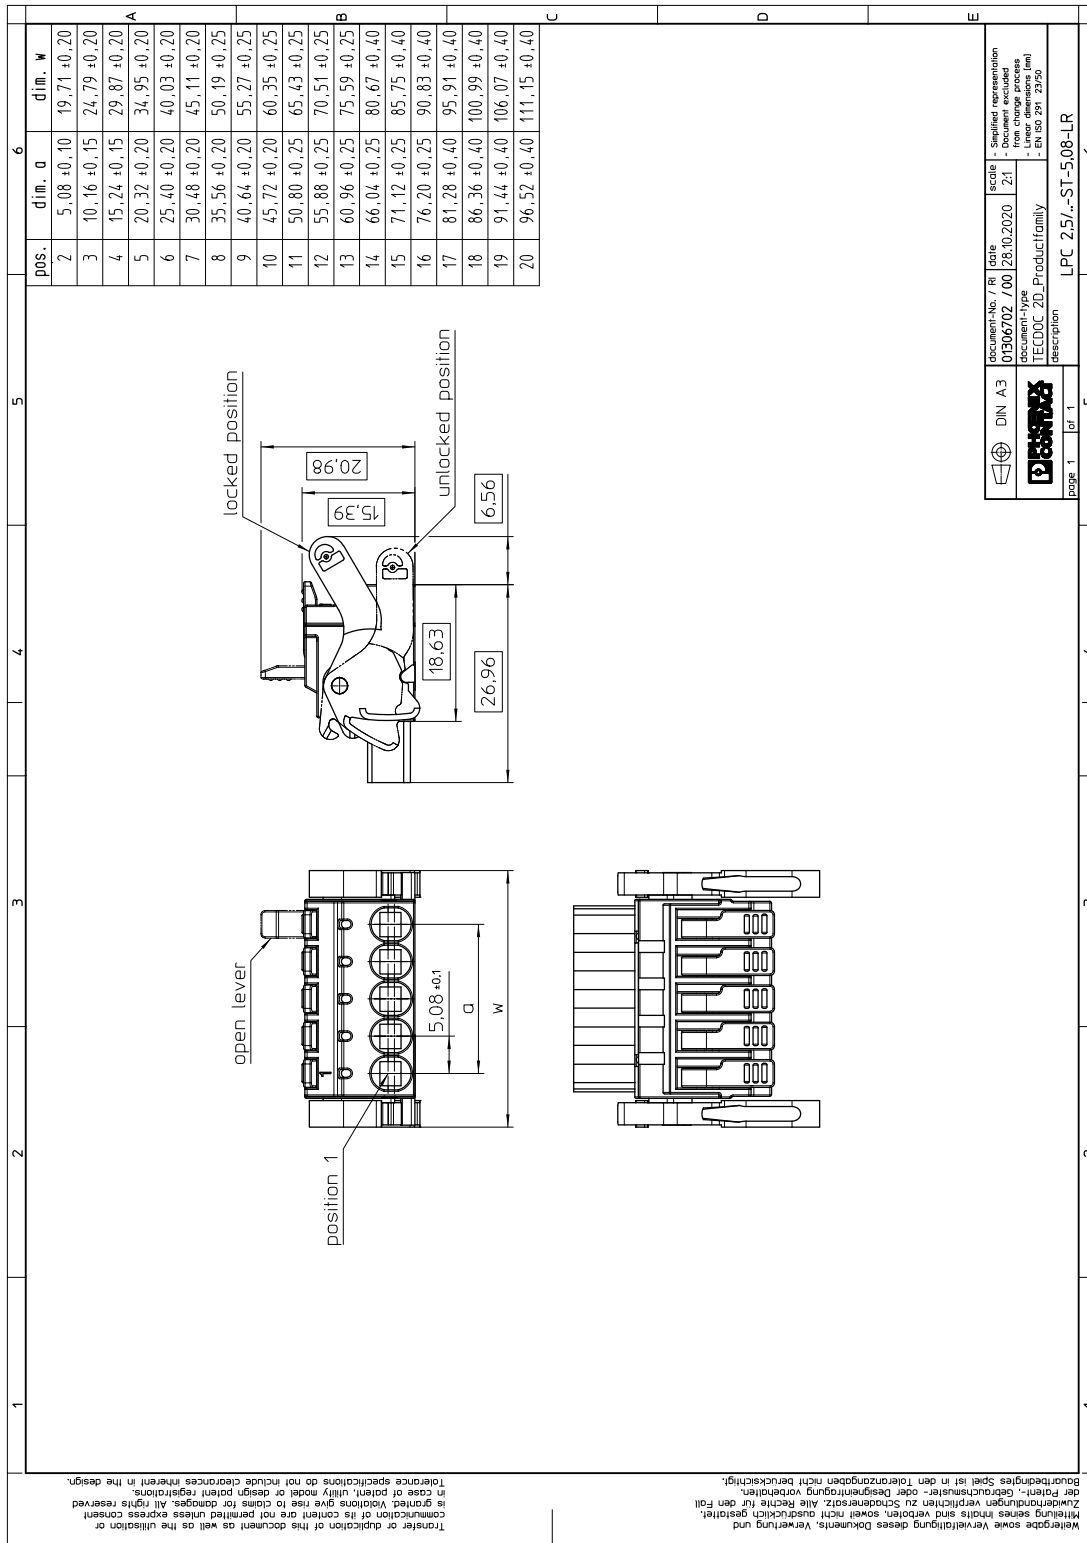 1 2 3 4 5 6
A
B
C
D
E
pos. dim. a dim. w
2 5,08 ±0,10 19,71 ±0,20
3 10,16 ±0,15 24,79 ±0,20
4 15,24 ±0,15 29,87 ±0,20
5 20,32 ±0,20 34,95 ±0,20
6 25,40 ±0,20 40,03 ±0,20
7 30,48 ±0,20 45,11 ±0,20
8 35,56 ±0,20 50,19 ±0,25
9 40,64 ±0,20 55,27 ±0,25
10 45,72 ±0,20 60,35 ±0,25
11 50,80 ±0,25 65,43 ±0,25
12 55,88 ±0,25 70,51 ±0,25
13 60,96 ±0,25 75,59 ±0,25
14 66,04 ±0,25 80,67 ±0,40
15 71,12 ±0,25 85,75 ±0,40
16 76,20 ±0,25 90,83 ±0,40
17 81,28 ±0,40 95,91 ±0,40
18 86,36 ±0,40 100,99 ±0,40
19 91,44 ±0,40 106,07 ±0,40
20 96,52 ±0,40 111,15 ±0,40
open lever
position 1
1
5,08 ±0,1
a
w
locked position
unlocked position
20,98
15,39
18,63
6,56
26,96
DIN A3
document-No. / RI
01306702 / 00
date
28.10.2020
scale
2:1
- Simplified representation
- Document excluded
from change process
- Linear dimensions [mm]
- EN ISO 291 23/50
PHOENIX
CONTACT
document-type
TECDOC 2D_Productfamily
description
LPC 2,5/..-ST-5,08-LR
page 1 of 1
Transfer or duplication of this document as well as the utilisation or
communication of its content are not permitted unless express consent
is granted. Violations give rise to claims for damages. All rights reserved
in case of patent, utility model or design patent registrations.
Tolerance specifications do not include clearances inherent in the design.
Weitergabe sowie Vervielfältigung dieses Dokuments, Verwertung und
Mitteilung seines Inhalts sind verboten, soweit nicht ausdrücklich gestattet.
Zuwiderhandlungen verpflichten zu Schadenersatz. Alle Rechte für den Fall
der Patent-, Gebrauchsmuster- oder Designeintragung vorbehalten.
Bauartbedingtes Spiel ist in den Toleranzangaben nicht berücksichtigt.
1 2 3 4 5 6